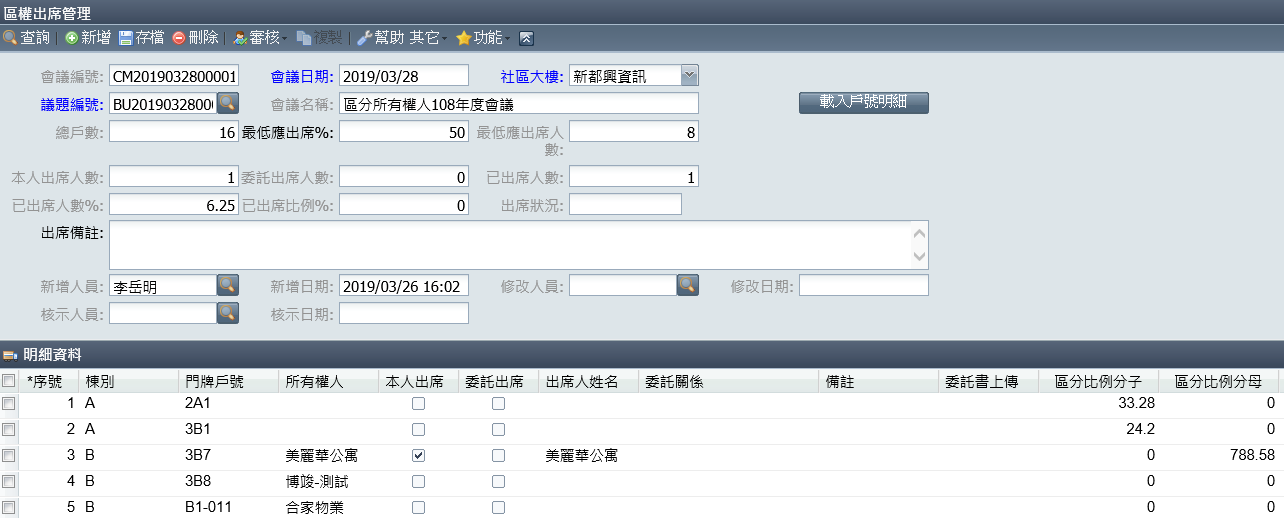 區權出席管理
查詢 新增 存檔 刪除 審核 複製 幫助 其它 功能
會議編號: CM2019032800001 會議日期: 2019/03/28 社區大樓: 新都興資訊
議題編號: BU20190328000 會議名稱: 區分所有權人108年度會議 載入戶號明細
總戶數: 16 最低應出席%: 50 最低應出席人數: 8
本人出席人數: 1 委託出席人數: 0 已出席人數: 1
已出席人數%: 6.25 已出席比例%: 0 出席狀況:
出席備註:
新增人員: 李岳明 新增日期: 2019/03/26 16:02 修改人員: 修改日期:
核示人員: 核示日期:
明細資料
*序號 棟別 門牌戶號 所有權人 本人出席 委託出席 出席人姓名 委託關係 備註 委託書上傳 區分比例分子 區分比例分母
1 A 2A1 33.28 0
2 A 3B1 24.2 0
3 B 3B7 美麗華公寓 美麗華公寓 0 788.58
4 B 3B8 博竣-測試 0 0
5 B B1-011 合家物業 0 0